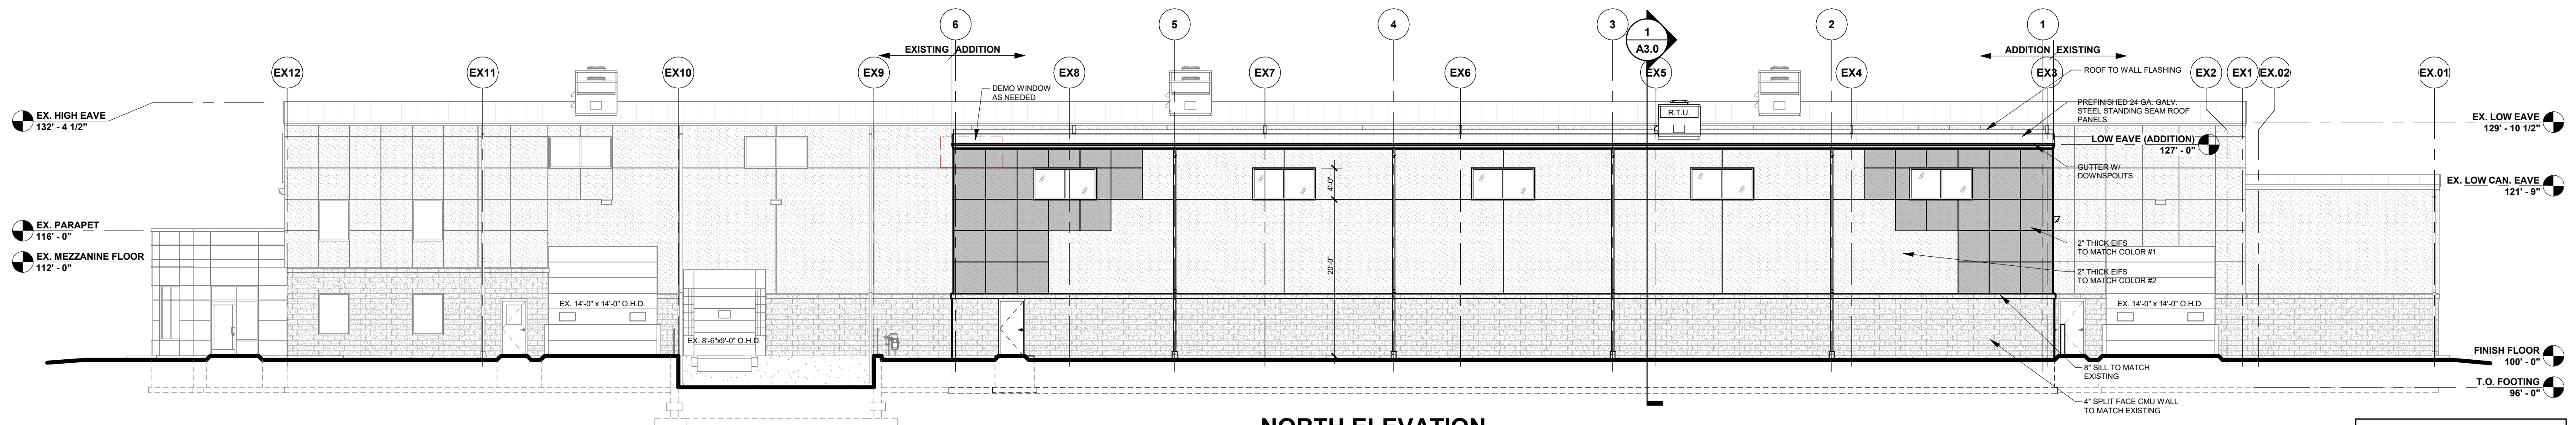 6
5
4
3
1
A3.0
2
1
EXISTING
ADDITION
ADDITION
EXISTING
EX12
EX11
EX10
EX9
EX8
EX7
EX6
EX5
EX4
EX3
EX2
EX1
EX.02
EX.01
ROOF TO WALL FLASHING
DEMO WINDOW
AS NEEDED
PREFINISHED 24 GA. GALV.
STEEL STANDING SEAM ROOF
PANELS
R.T.U.
EX. HIGH EAVE
132' - 4 1/2"
EX. LOW EAVE
129' - 10 1/2"
LOW EAVE (ADDITION)
127' - 0"
GUTTER W/
DOWNSPOUTS
4'-0"
EX. LOW CAN. EAVE
121' - 9"
EX. PARAPET
116' - 0"
EX. MEZZANINE FLOOR
112' - 0"
20'-0"
2" THICK EIFS
TO MATCH COLOR #1
2" THICK EIFS
TO MATCH COLOR #2
EX. 14'-0" x 14'-0" O.H.D.
EX. 8'-6"x9'-0" O.H.D.
EX. 14'-0" x 14'-0" O.H.D.
FINISH FLOOR
100' - 0"
8" SILL TO MATCH
EXISTING
T.O. FOOTING
96' - 0"
4" SPLIT FACE CMU WALL
TO MATCH EXISTING
NORTH ELEVATION